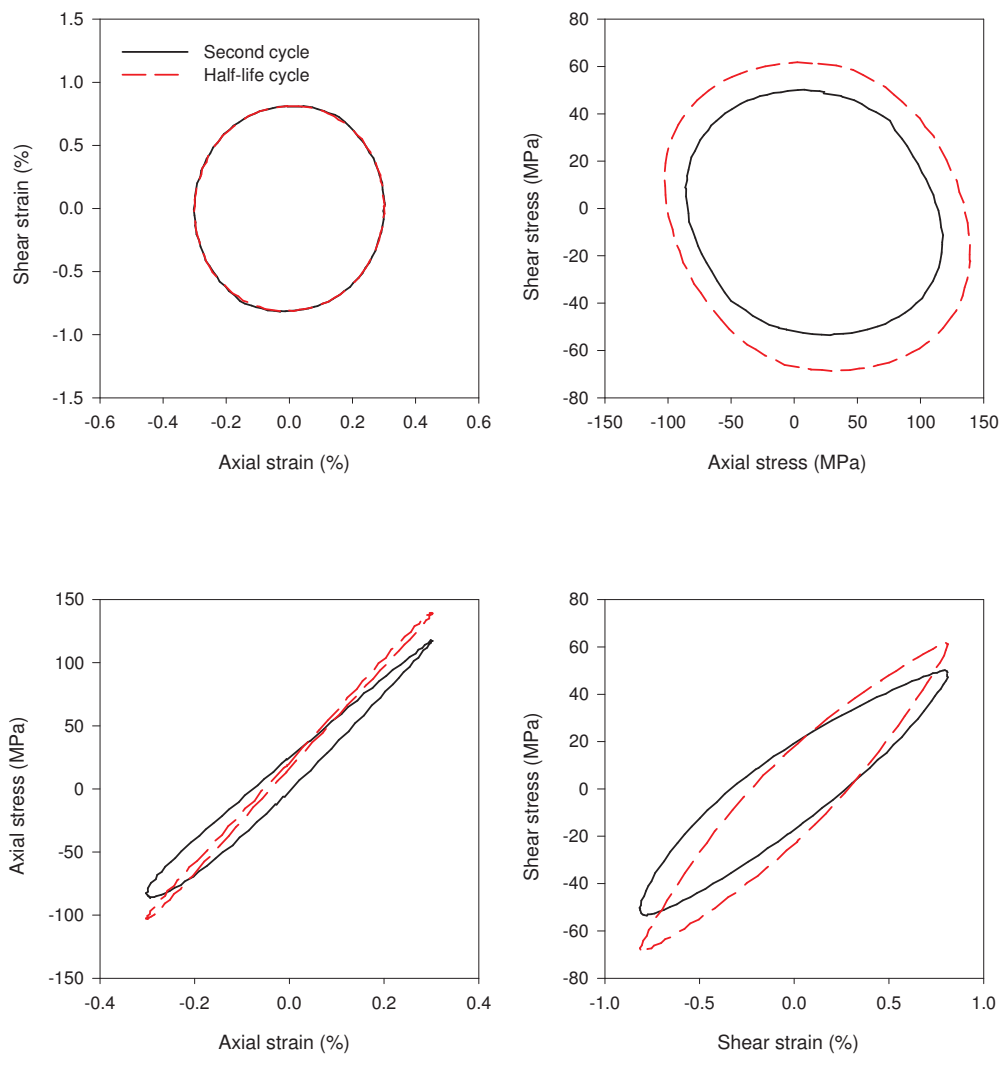 1.5
1.0
0.5
0.0
-0.5
-1.0
-1.5
Shear strain (%)
Second cycle
Half-life cycle
-0.6 -0.4 -0.2 0.0 0.2 0.4 0.6
Axial strain (%)
80
60
40
20
0
-20
-40
-60
-80
Shear stress (MPa)
-150 -100 -50 0 50 100 150
Axial stress (MPa)
150
100
50
0
-50
-100
-150
Axial stress (MPa)
-0.4 -0.2 0.0 0.2 0.4
Axial strain (%)
80
60
40
20
0
-20
-40
-60
-80
Shear stress (MPa)
-1.0 -0.5 0.0 0.5 1.0
Shear strain (%)